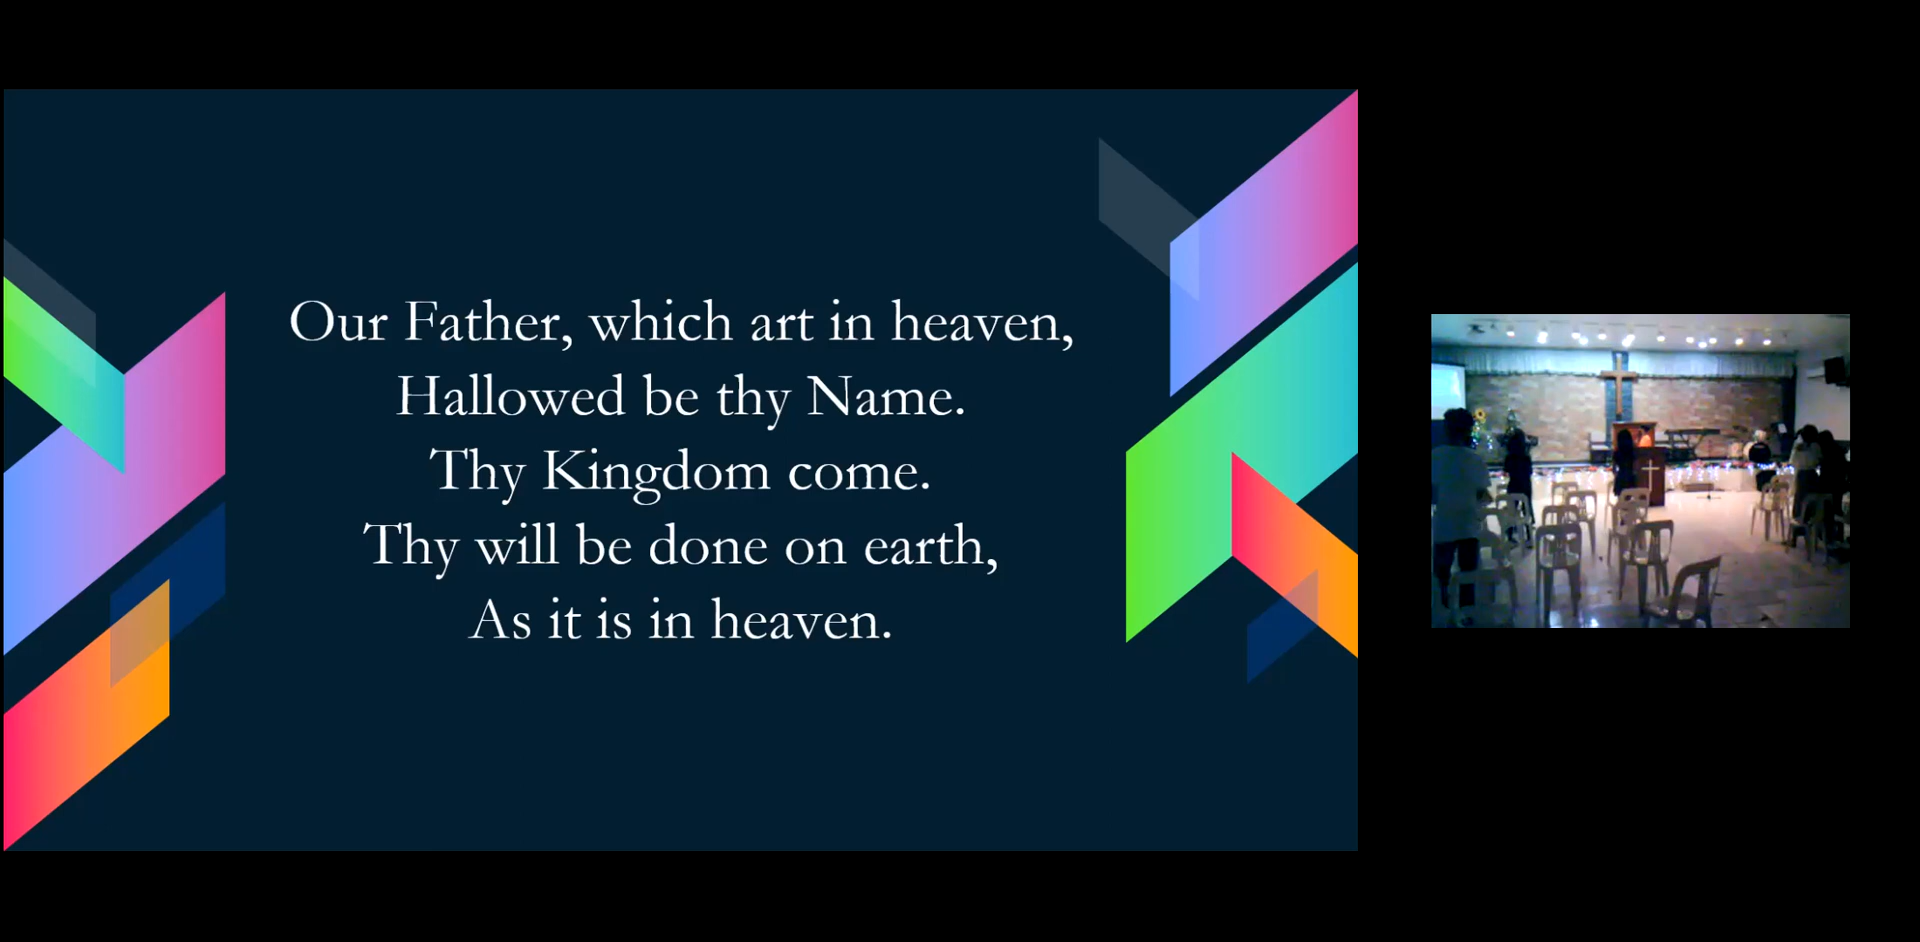 Our Father, which art in heaven,
Hallowed be thy Name.
Thy Kingdom come.
Thy will be done on earth,
As it is in heaven.